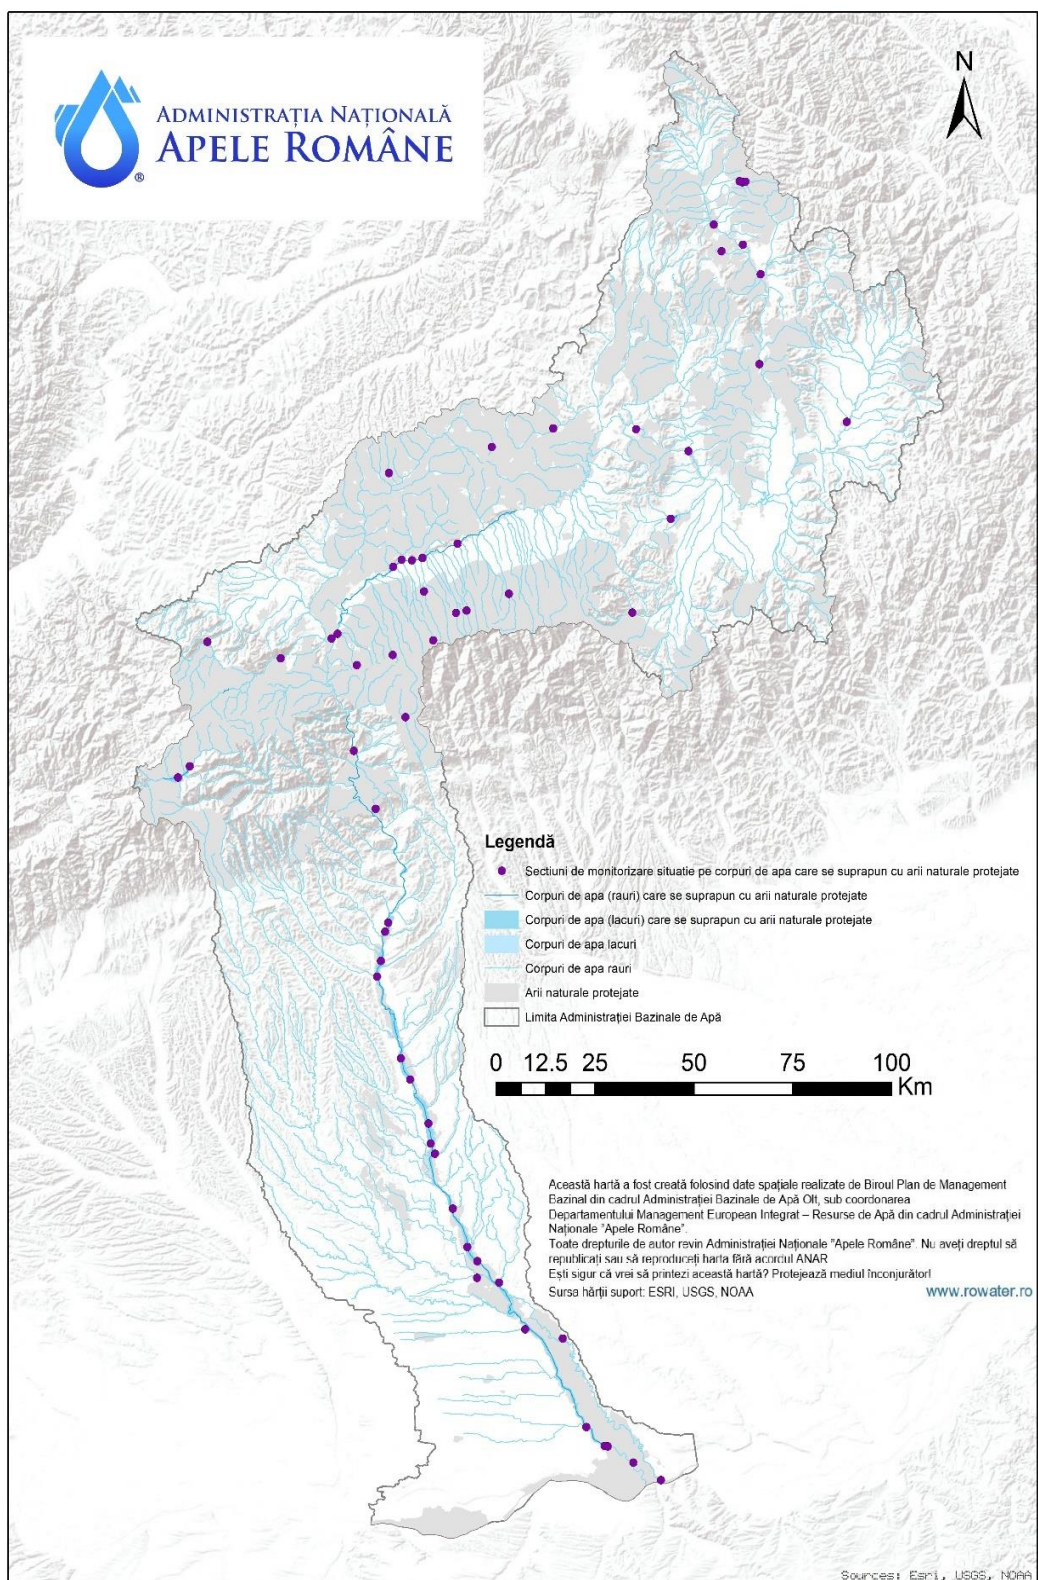 N
ADMINISTRAȚIA NAȚIONALĂ
APELE ROMÂNE
®
Legendă
Sectiuni de monitorizare situatie pe corpuri de apa care se suprapun cu arii naturale protejate
Corpuri de apa (rauri) care se suprapun cu arii naturale protejate
Corpuri de apa (lacuri) care se suprapun cu arii naturale protejate
Corpuri de apa lacuri
Corpuri de apa rauri
Arii naturale protejate
Limita Administrației Bazinale de Apă
0 12.5 25 50 75 100
Km
Această hartă a fost creată folosind date spațiale realizate de Biroul Plan de Management
Bazinal din cadrul Administrației Bazinale de Apă Olt, sub coordonarea
Departamentului Management European Integrat – Resurse de Apă din cadrul Administrației
Naționale "Apele Române".
Toate drepturile de autor revin Administrației Naționale "Apele Române". Nu aveți dreptul să
republicați sau să reproduceți harta fără acordul ANAR
Ești sigur că vrei să printezi această hartă? Protejează mediul înconjurător!
Sursa hărții suport: ESRI, USGS, NOAA
www.rowater.ro
Sources: Esri, USGS, NOAA